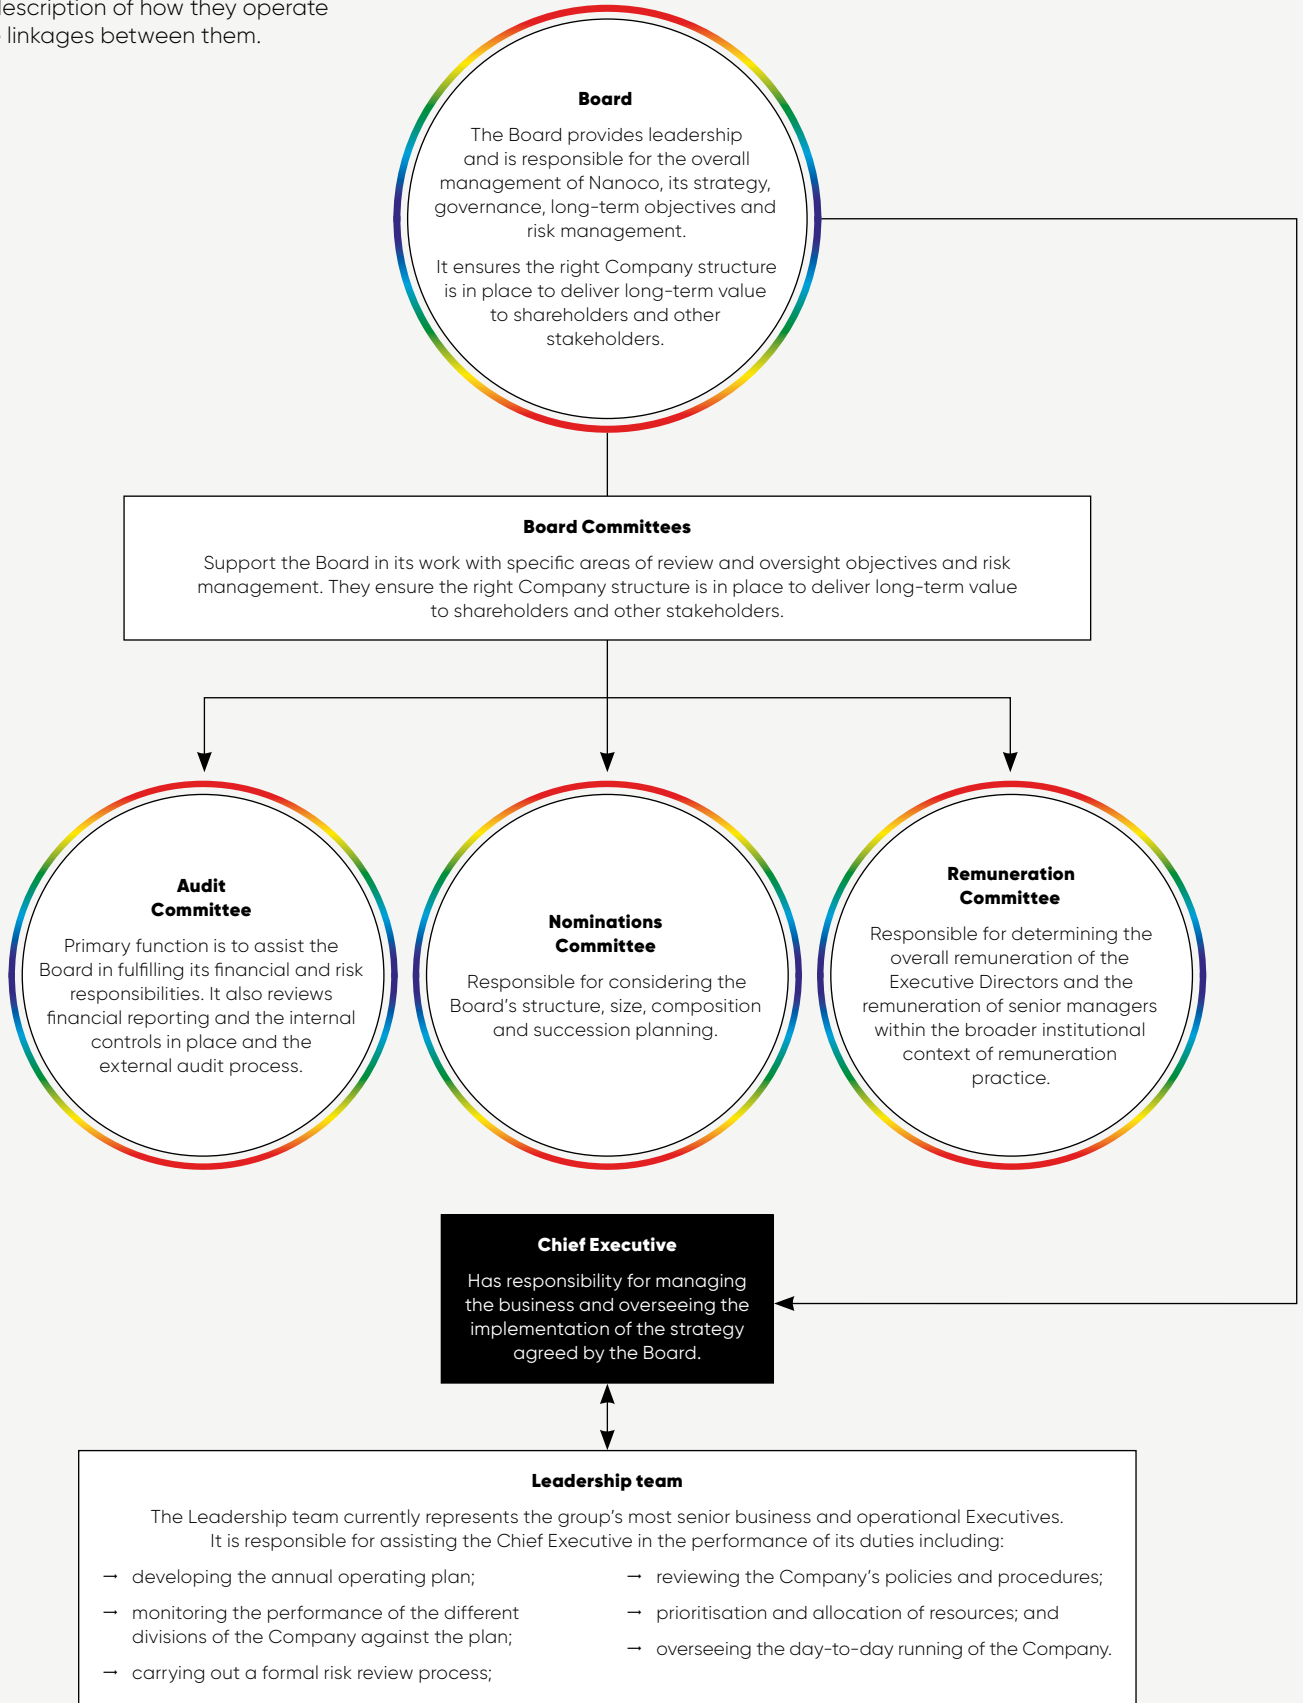 description of how they operate
linkages between them.
Board
The Board provides leadership
and is responsible for the overall
management of Nanoco, its strategy,
governance, long-term objectives and
risk management.
It ensures the right Company structure
is in place to deliver long-term value
to shareholders and other
stakeholders.
Board Committees
Support the Board in its work with specific areas of review and oversight objectives and risk
management. They ensure the right Company structure is in place to deliver long-term value
to shareholders and other stakeholders.
Audit
Committee
Primary function is to assist the
Board in fulfilling its financial and risk
responsibilities. It also reviews
financial reporting and the internal
controls in place and the
external audit process.
Nominations
Committee
Responsible for considering the
Board's structure, size, composition
and succession planning.
Remuneration
Committee
Responsible for determining the
overall remuneration of the
Executive Directors and the
remuneration of senior managers
within the broader institutional
context of remuneration
practice.
Chief Executive
Has responsibility for managing
the business and overseeing the
implementation of the strategy
agreed by the Board.
Leadership team
The Leadership team currently represents the group's most senior business and operational Executives.
It is responsible for assisting the Chief Executive in the performance of its duties including:
→ developing the annual operating plan;
→ monitoring the performance of the different
divisions of the Company against the plan;
→ carrying out a formal risk review process;
→ reviewing the Company's policies and procedures;
→ prioritisation and allocation of resources; and
→ overseeing the day-to-day running of the Company.